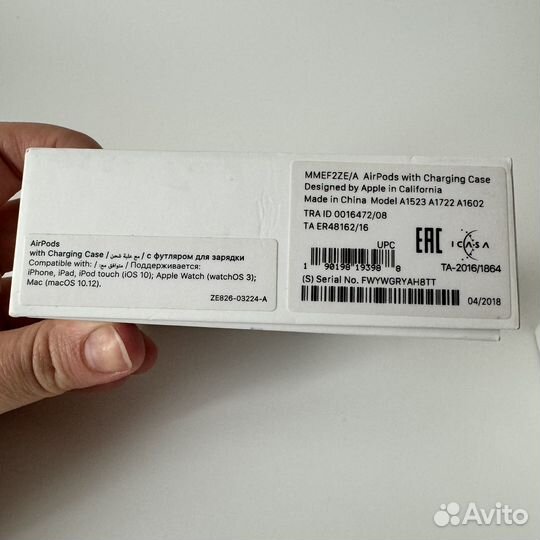 AirPods
with Charging Case / مع علبة شحن / с футляром для зарядки
Compatible with: / متوافق مع: / Поддерживается:
iPhone, iPad, iPod touch (iOS 10); Apple Watch (watchOS 3);
Mac (macOS 10.12).
ZE826-03224-A
MMEF2ZE/A AirPods with Charging Case
Designed by Apple in California
Made in China Model A1523 A1722 A1602
TRA ID 0016472/08
TA ER48162/16
UPC
1 90198 19398 8
EAC
ICASA
TA-2016/1864
(S) Serial No. FWYWGRYAH8TT
04/2018
Avito